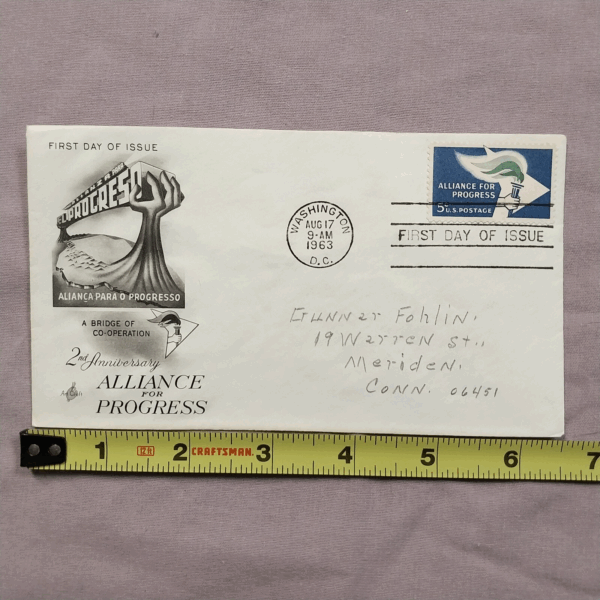 FIRST DAY OF ISSUE
EL PROGRESO
ALIANÇA PARA O PROGRESSO
A BRIDGE OF
CO-OPERATION
2nd Anniversary
ALLIANCE
FOR
PROGRESS
ArtCraft
WASHINGTON
AUG 17
9-AM
1963
D.C.
ALLIANCE FOR
PROGRESS
5¢ U.S. POSTAGE
FIRST DAY OF ISSUE
Gunnar Fohlin,
19 Warren St.,
Meriden,
Conn. 06451
1 12ft 2 CRAFTSMAN. 3 4 5 6 7